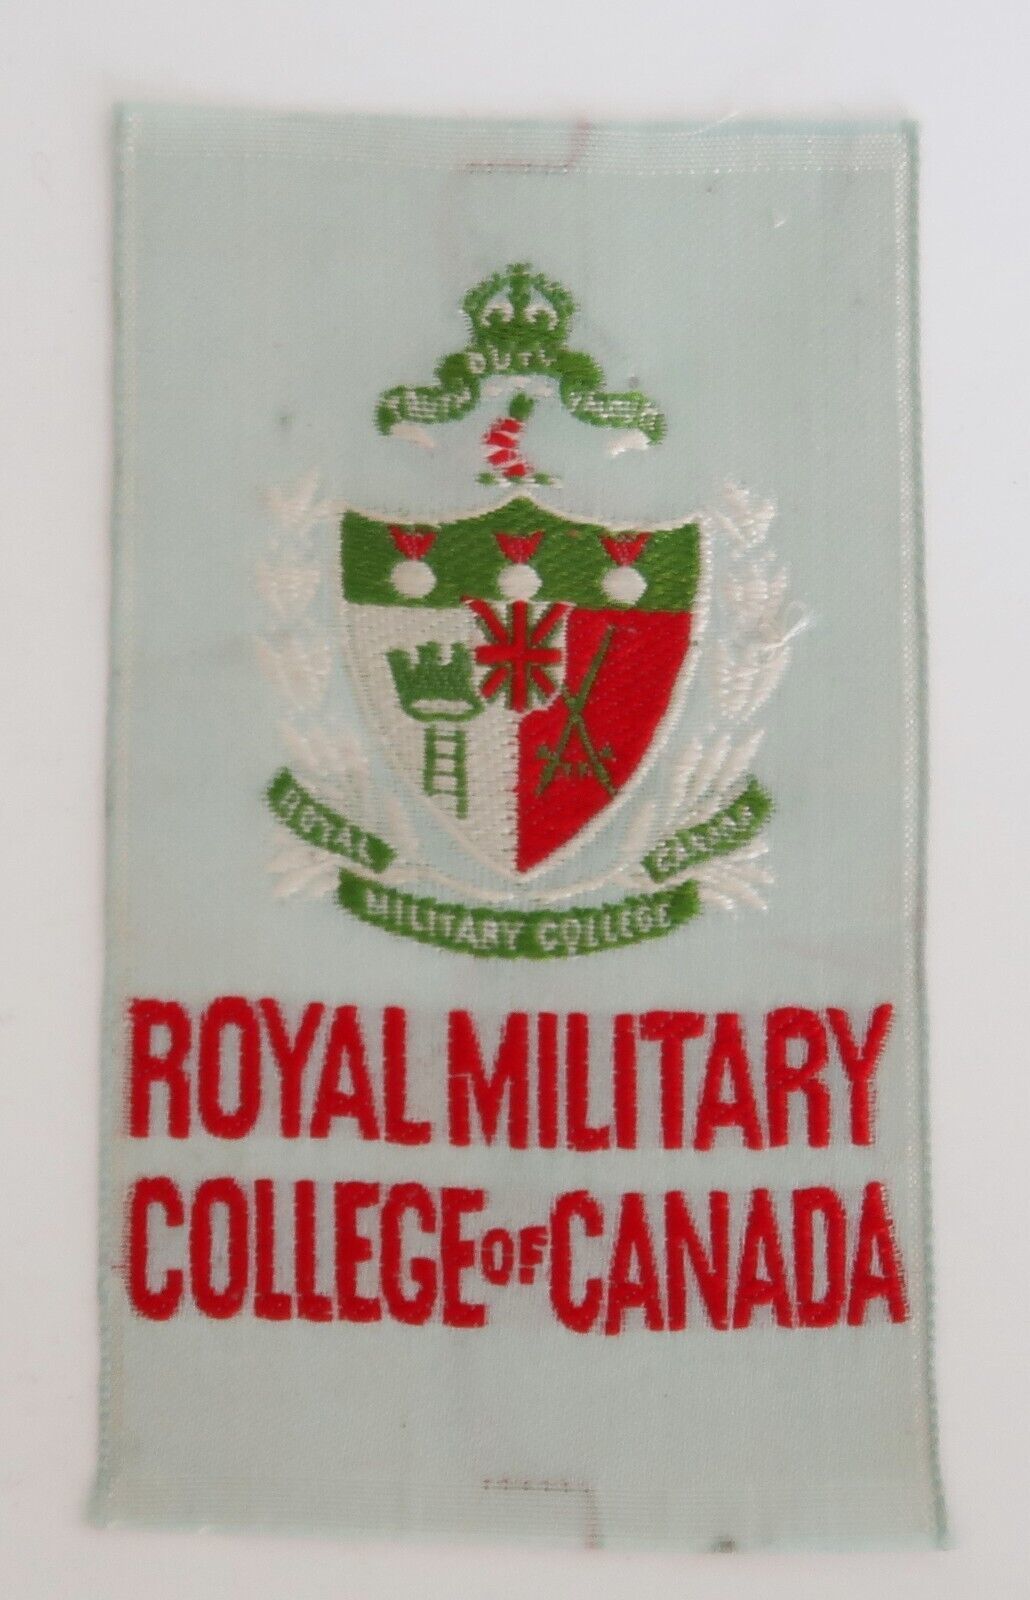 TRUTH DUTY VALOUR
ROYAL MILITARY COLLEGE CANADA
ROYAL MILITARY
COLLEGE OF CANADA